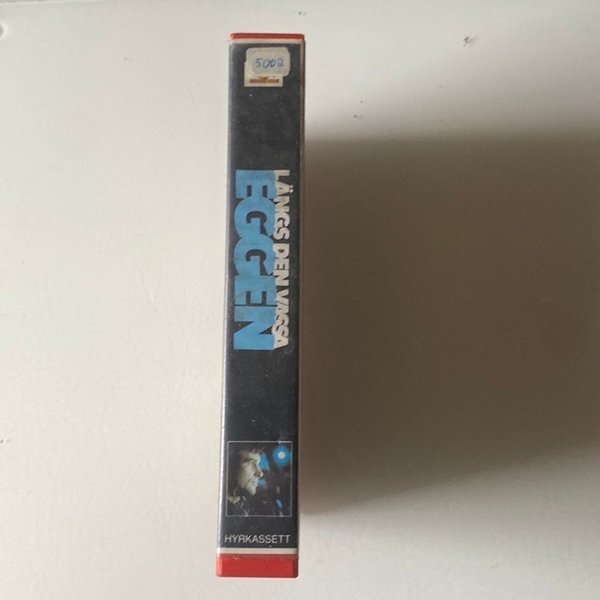 5002
LÄNGS DEN VASSA
EGGEN
HYRKASSETT